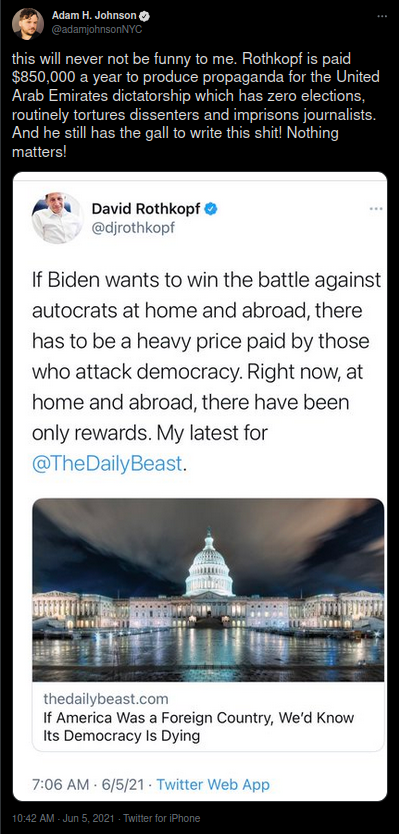 Adam H. Johnson
@adamjohnsonNYC
this will never not be funny to me. Rothkopf is paid
$850,000 a year to produce propaganda for the United
Arab Emirates dictatorship which has zero elections,
routinely tortures dissenters and imprisons journalists.
And he still has the gall to write this shit! Nothing
matters!
David Rothkopf
@djrothkopf
If Biden wants to win the battle against
autocrats at home and abroad, there
has to be a heavy price paid by those
who attack democracy. Right now, at
home and abroad, there have been
only rewards. My latest for
@TheDailyBeast.
thedailybeast.com
If America Was a Foreign Country, We’d Know
Its Democracy Is Dying
7:06 AM · 6/5/21 · Twitter Web App
10:42 AM · Jun 5, 2021 · Twitter for iPhone